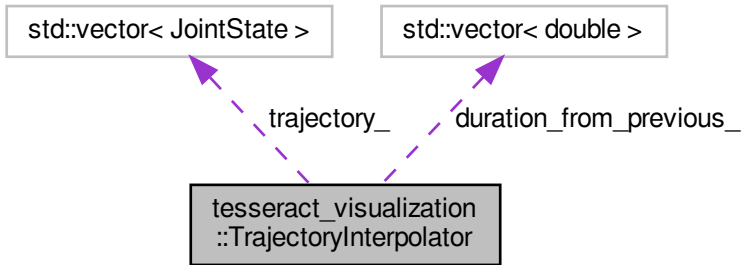 std::vector< JointState >
std::vector< double >
trajectory_
duration_from_previous_
tesseract_visualization
::TrajectoryInterpolator